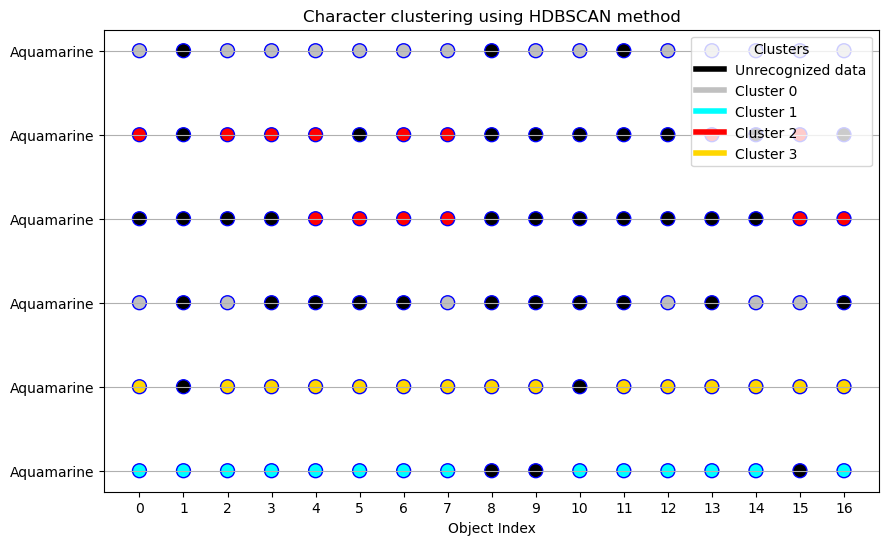 Character clustering using HDBSCAN method
Aquamarine
Aquamarine
Aquamarine
Aquamarine
Aquamarine
Aquamarine
Clusters
Unrecognized data
Cluster 0
Cluster 1
Cluster 2
Cluster 3
0 1 2 3 4 5 6 7 8 9 10 11 12 13 14 15 16
Object Index